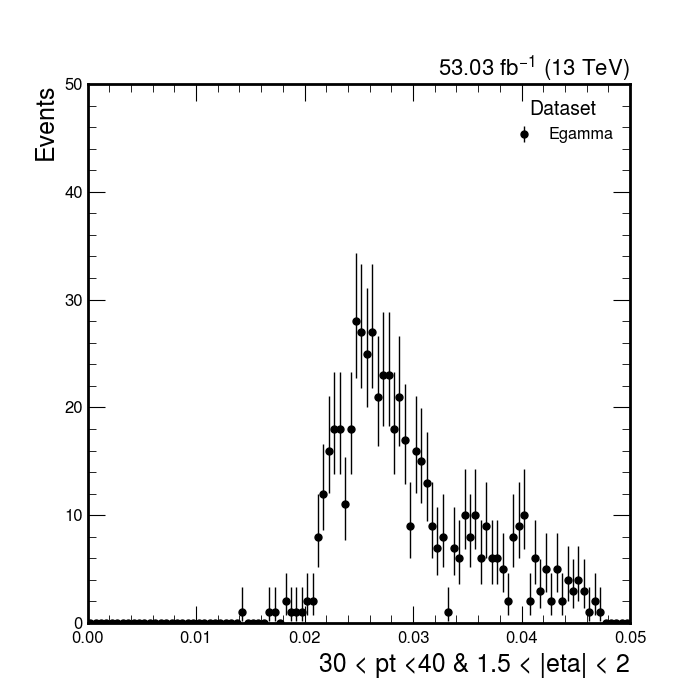 53.03 fb⁻¹ (13 TeV)
Events
50
40
30
20
10
0
Dataset
Egamma
0.00 0.01 0.02 0.03 0.04 0.05
30 < pt <40 & 1.5 < |eta| < 2